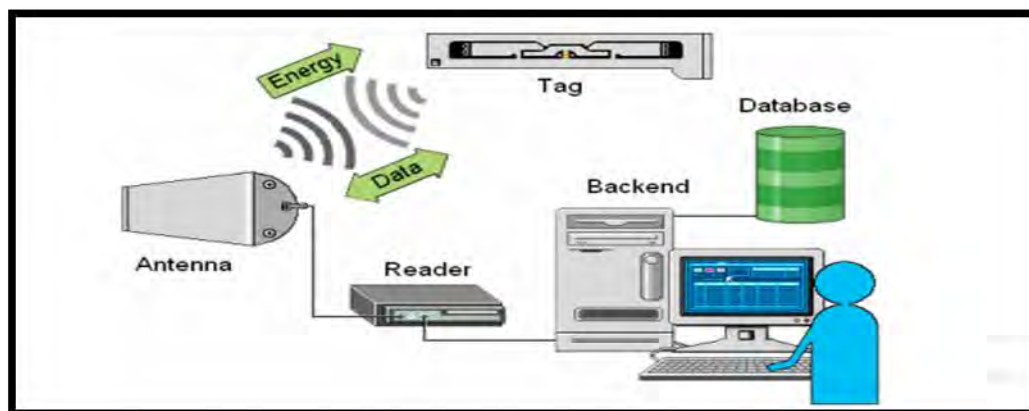 Energy
Tag
Database
Data
Backend
Antenna
Reader